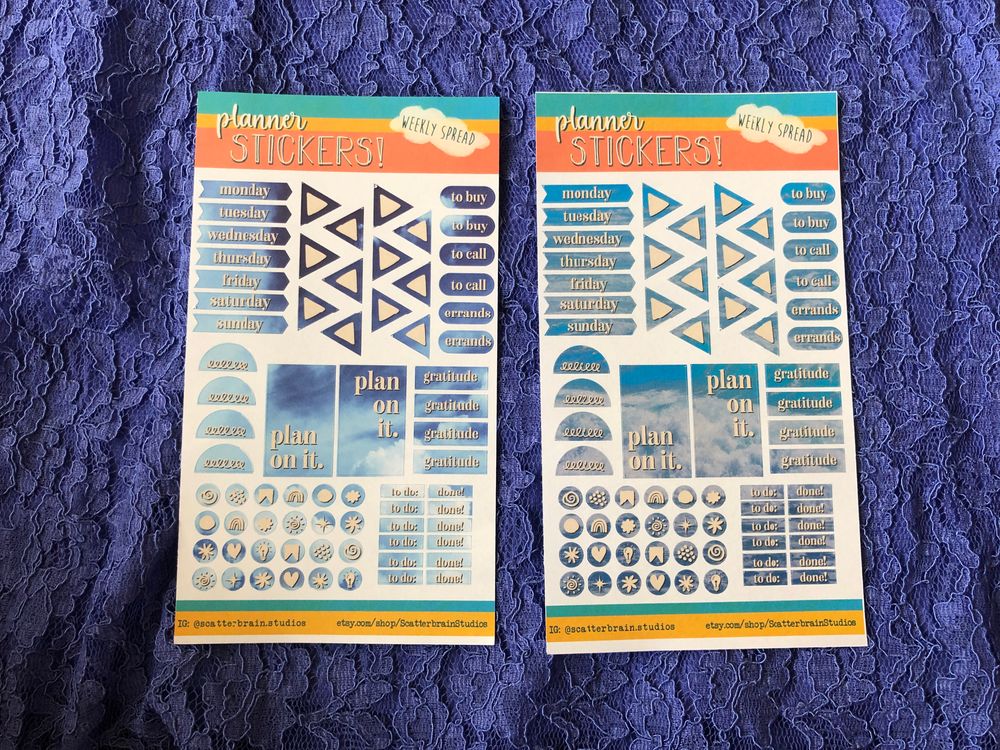 planner
STICKERS!
WEEKLY SPREAD
monday
tuesday
wednesday
thursday
friday
saturday
sunday
to buy
to buy
to call
to call
errands
errands
plan
on it.
plan
on
it.
gratitude
gratitude
gratitude
gratitude
to do: done!
to do: done!
to do: done!
to do: done!
to do: done!
to do: done!
IG: @scatterbrain.studios
etsy.com/shop/ScatterbrainStudios
planner
STICKERS!
WEEKLY SPREAD
monday
tuesday
wednesday
thursday
friday
saturday
sunday
to buy
to buy
to call
to call
errands
errands
plan
on it.
plan
on
it.
gratitude
gratitude
gratitude
gratitude
to do: done!
to do: done!
to do: done!
to do: done!
to do: done!
to do: done!
IG: @scatterbrain.studios
etsy.com/shop/ScatterbrainStudios